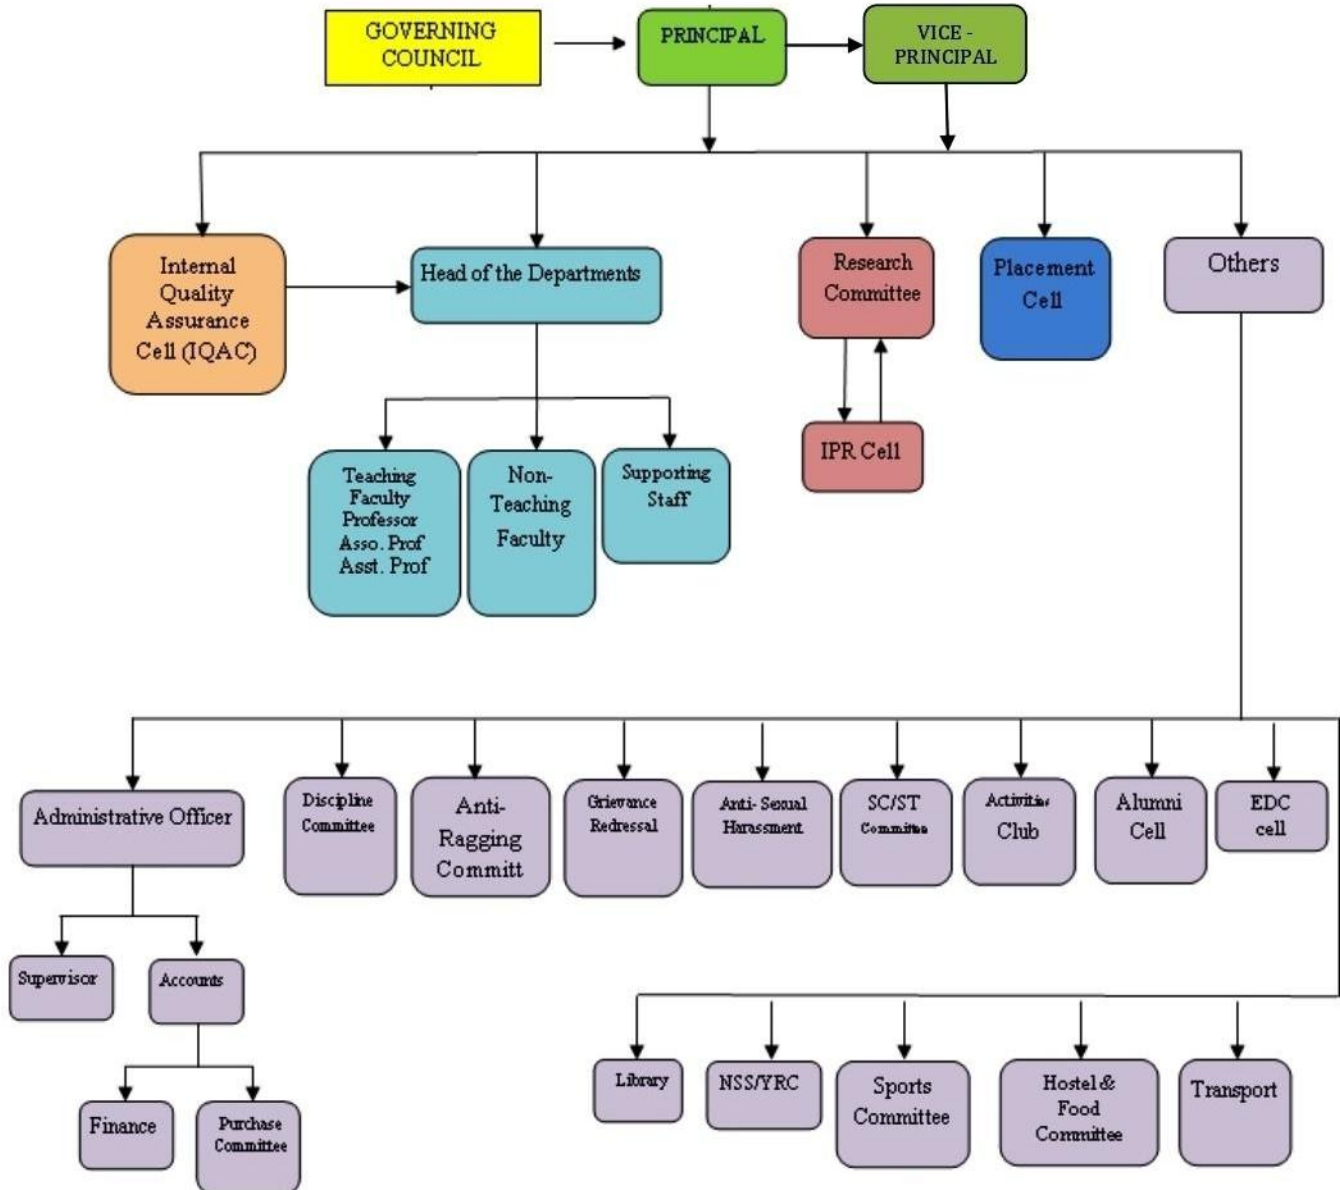 GOVERNING
COUNCIL
PRINCIPAL
VICE -
PRINCIPAL
Internal
Quality
Assurance
Cell (IQAC)
Head of the Departments
Research
Committee
Placement
Cell
Others
IPR Cell
Teaching
Faculty
Professor
Asso. Prof
Asst. Prof
Non-
Teaching
Faculty
Supporting
Staff
Administrative Officer
Discipline
Committee
Anti-
Ragging
Committ
Grievance
Redressal
Anti- Sexual
Harassment
SC/ST
Committee
Activities
Club
Alumni
Cell
EDC
cell
Supervisor
Accounts
Finance
Purchase
Committee
Library
NSS/YRC
Sports
Committee
Hostel &
Food
Committee
Transport